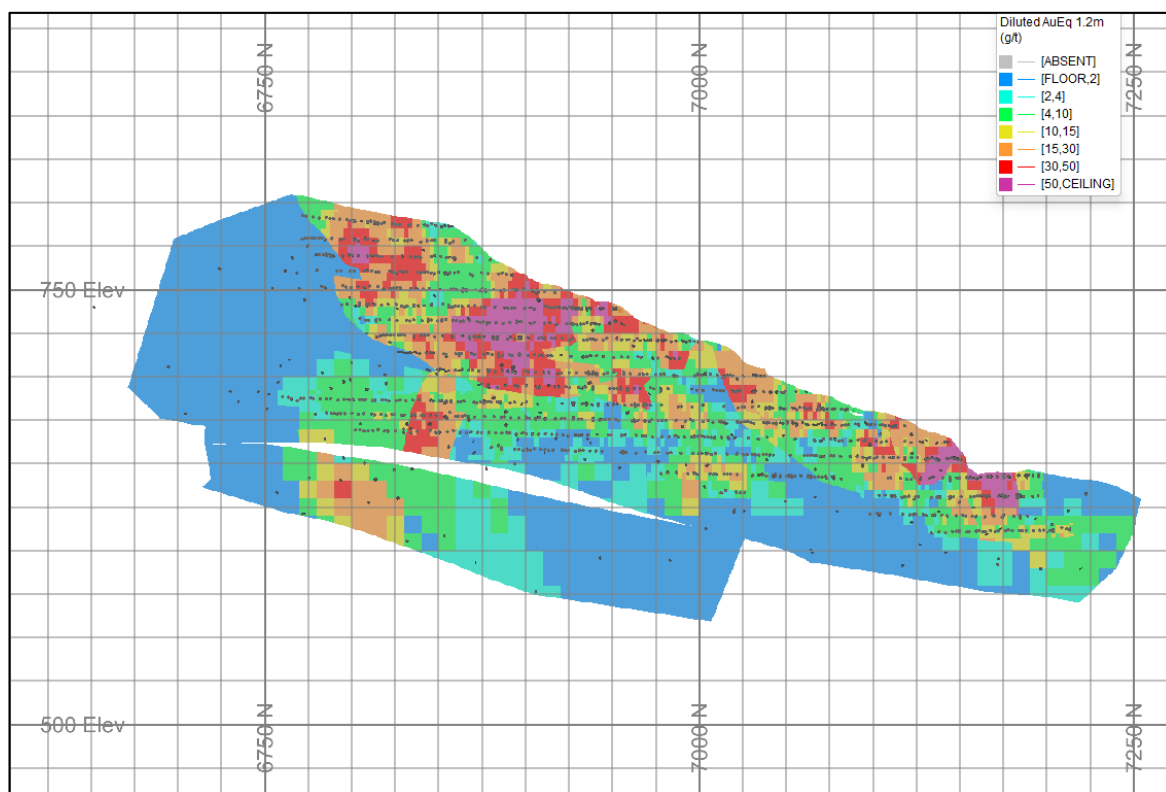 Diluted AuEq 1.2m
(g/t)
[ABSENT]
[FLOOR,2]
[2,4]
[4,10]
[10,15]
[15,30]
[30,50]
[50,CEILING]
6750 N
7000 N
7250 N
750 Elev
500 Elev
6750 N
7000 N
7250 N